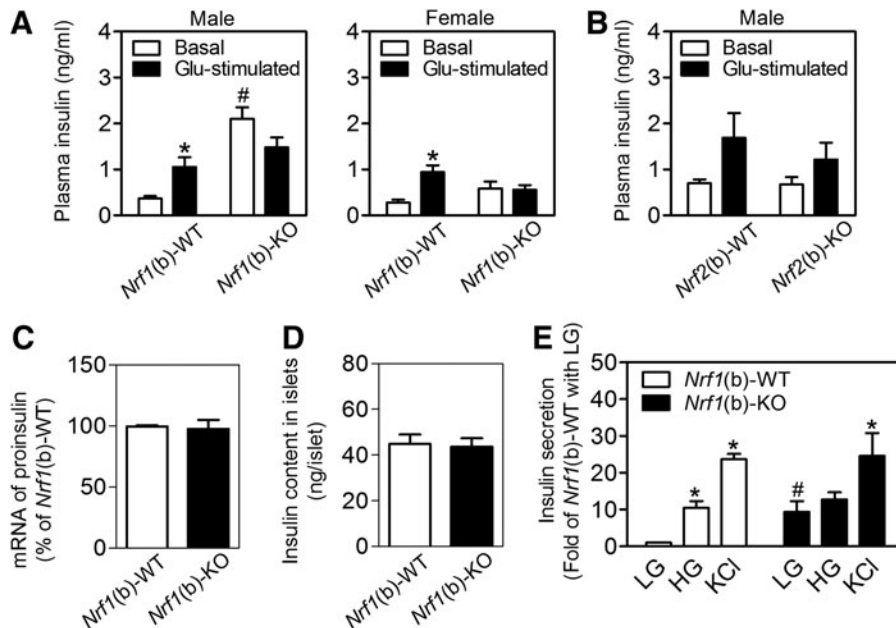 A
Male
Plasma insulin (ng/ml)
4
3
2
1
0
Basal
Glu-stimulated
*
#
Nrf1(b)-WT
Nrf1(b)-KO
Female
Plasma insulin (ng/ml)
4
3
2
1
0
Basal
Glu-stimulated
*
Nrf1(b)-WT
Nrf1(b)-KO
B
Male
Plasma insulin (ng/ml)
4
3
2
1
0
Basal
Glu-stimulated
Nrf2(b)-WT
Nrf2(b)-KO
C
mRNA of proinsulin
(% of Nrf1(b)-WT)
150
100
50
0
Nrf1(b)-WT
Nrf1(b)-KO
D
Insulin content in islets
(ng/islet)
80
60
40
20
0
Nrf1(b)-WT
Nrf1(b)-KO
E
Insulin secretion
(Fold of Nrf1(b)-WT with LG)
50
40
30
20
10
0
Nrf1(b)-WT
Nrf1(b)-KO
*
*
#
*
LG
HG
KCl
LG
HG
KCl